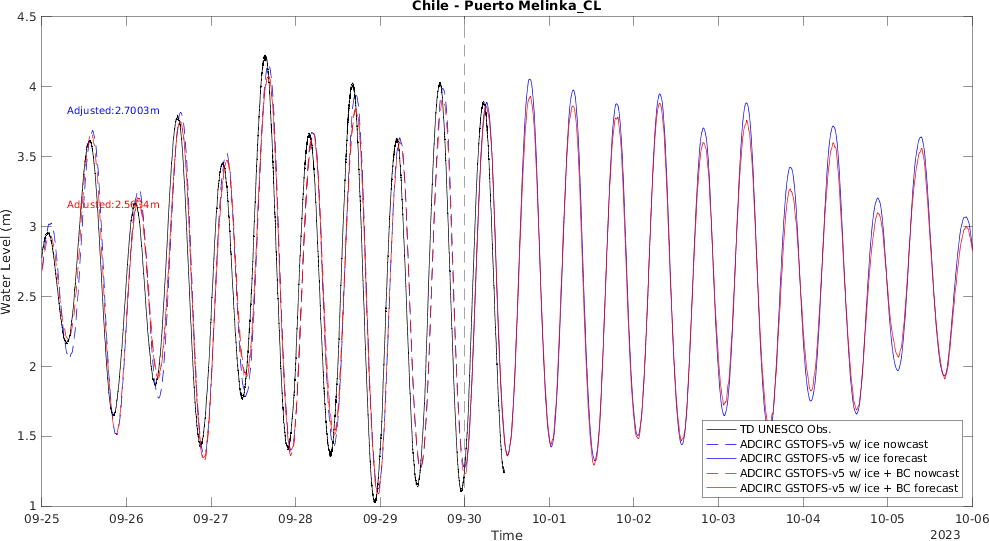 Chile - Puerto Melinka_CL
4.5
4
3.5
3
2.5
2
1.5
1
Water Level (m)
Adjusted:2.7003m
TD UNESCO Obs.
ADCIRC GSTOFS-v5 w/ ice nowcast
ADCIRC GSTOFS-v5 w/ ice forecast
ADCIRC GSTOFS-v5 w/ ice + BC nowcast
ADCIRC GSTOFS-v5 w/ ice + BC forecast
09-25
09-26
09-27
09-28
09-29
09-30
10-01
10-02
10-03
10-04
10-05
10-06
Time
2023